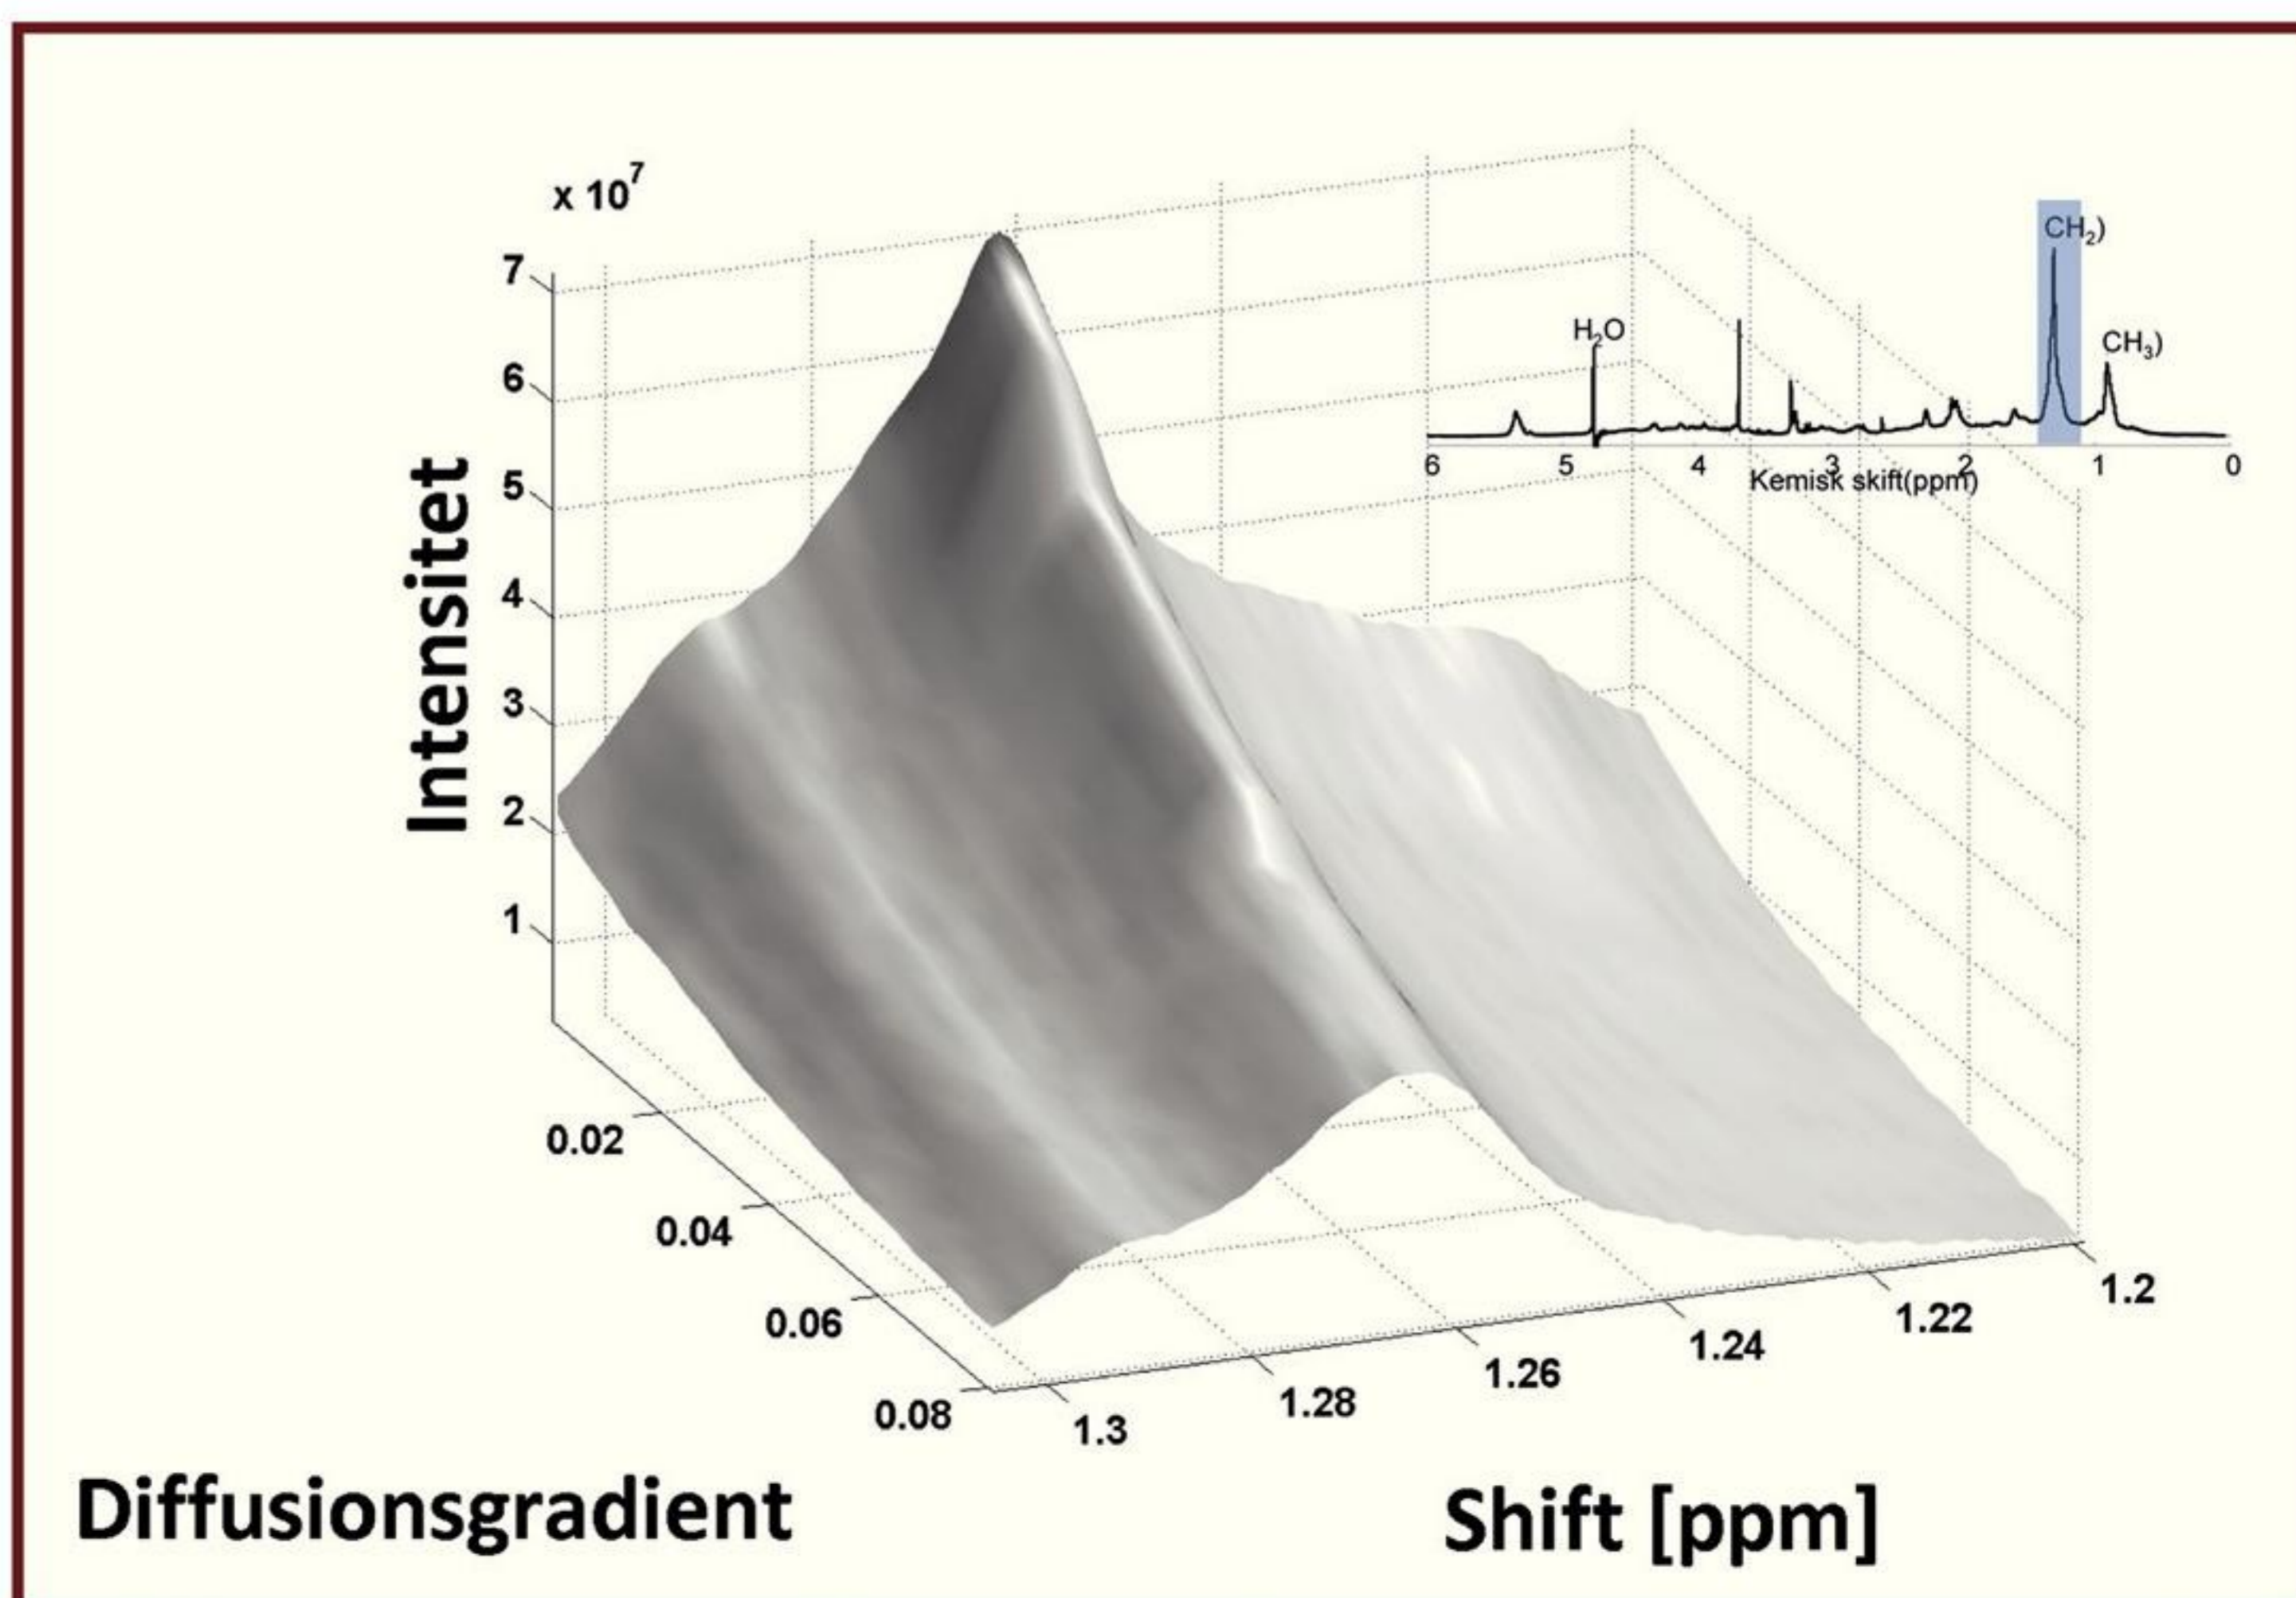 x 10⁷
7
6
5
4
3
2
1
Intensitet
CH₂)
H₂O
CH₃)
6 5 4 3 2 1 0
Kemisk skift(ppm)
0.02
0.04
0.06
0.08
1.3
1.28
1.26
1.24
1.22
1.2
Diffusionsgradient
Shift [ppm]